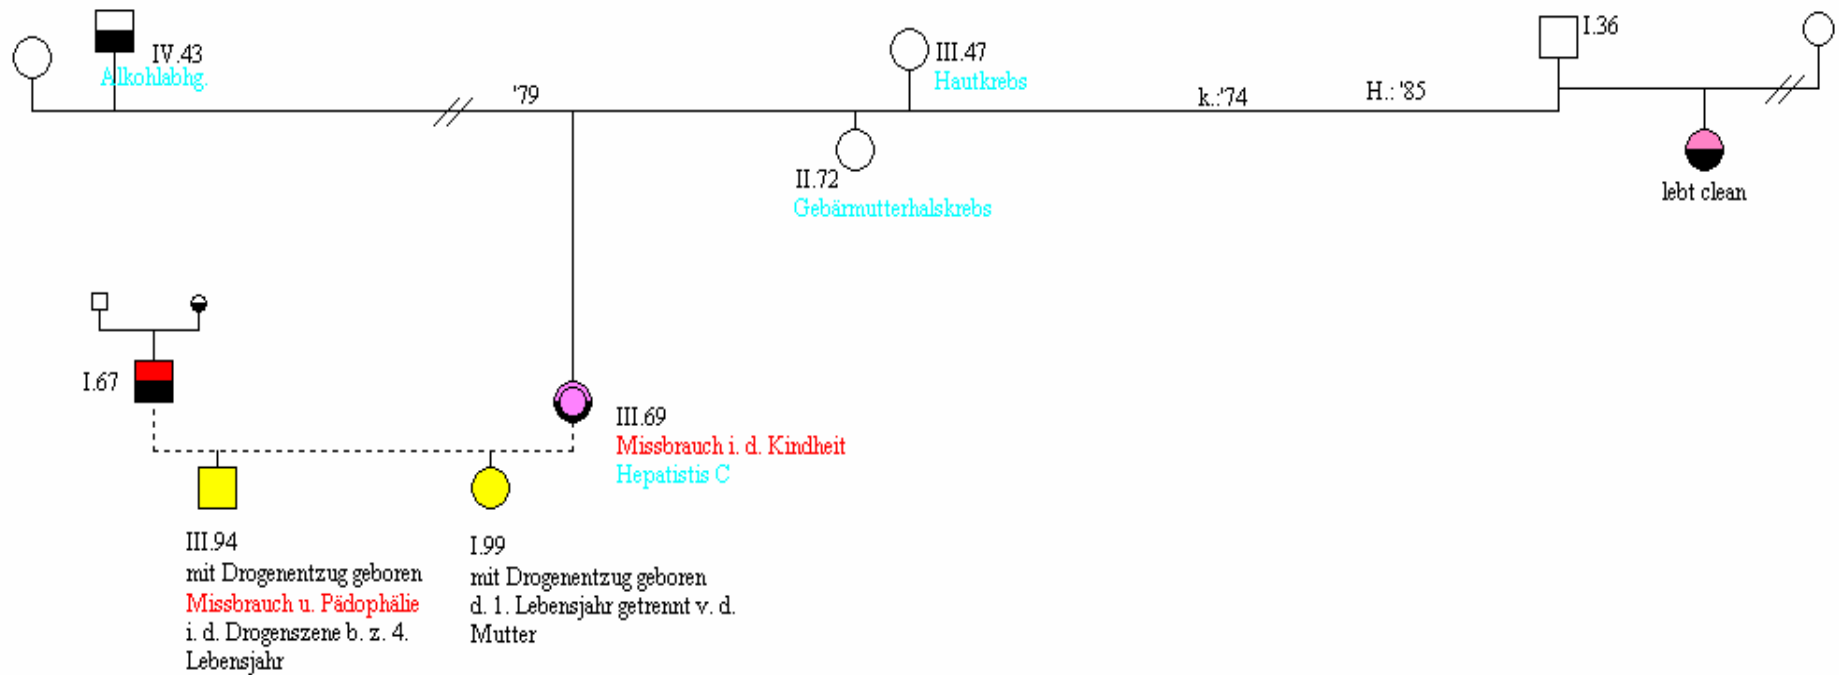 IV.43
Alkohlabhg.
'79
III.47
Hautkrebs
k.:'74
H.: '85
I.36
II.72
Gebärmutterhalskrebs
lebt clean
I.67
III.69
Missbrauch i. d. Kindheit
Hepatistis C
III.94
mit Drogenentzug geboren
Missbrauch u. Pädophälie
i. d. Drogenszene b. z. 4.
Lebensjahr
I.99
mit Drogenentzug geboren
d. 1. Lebensjahr getrennt v. d.
Mutter